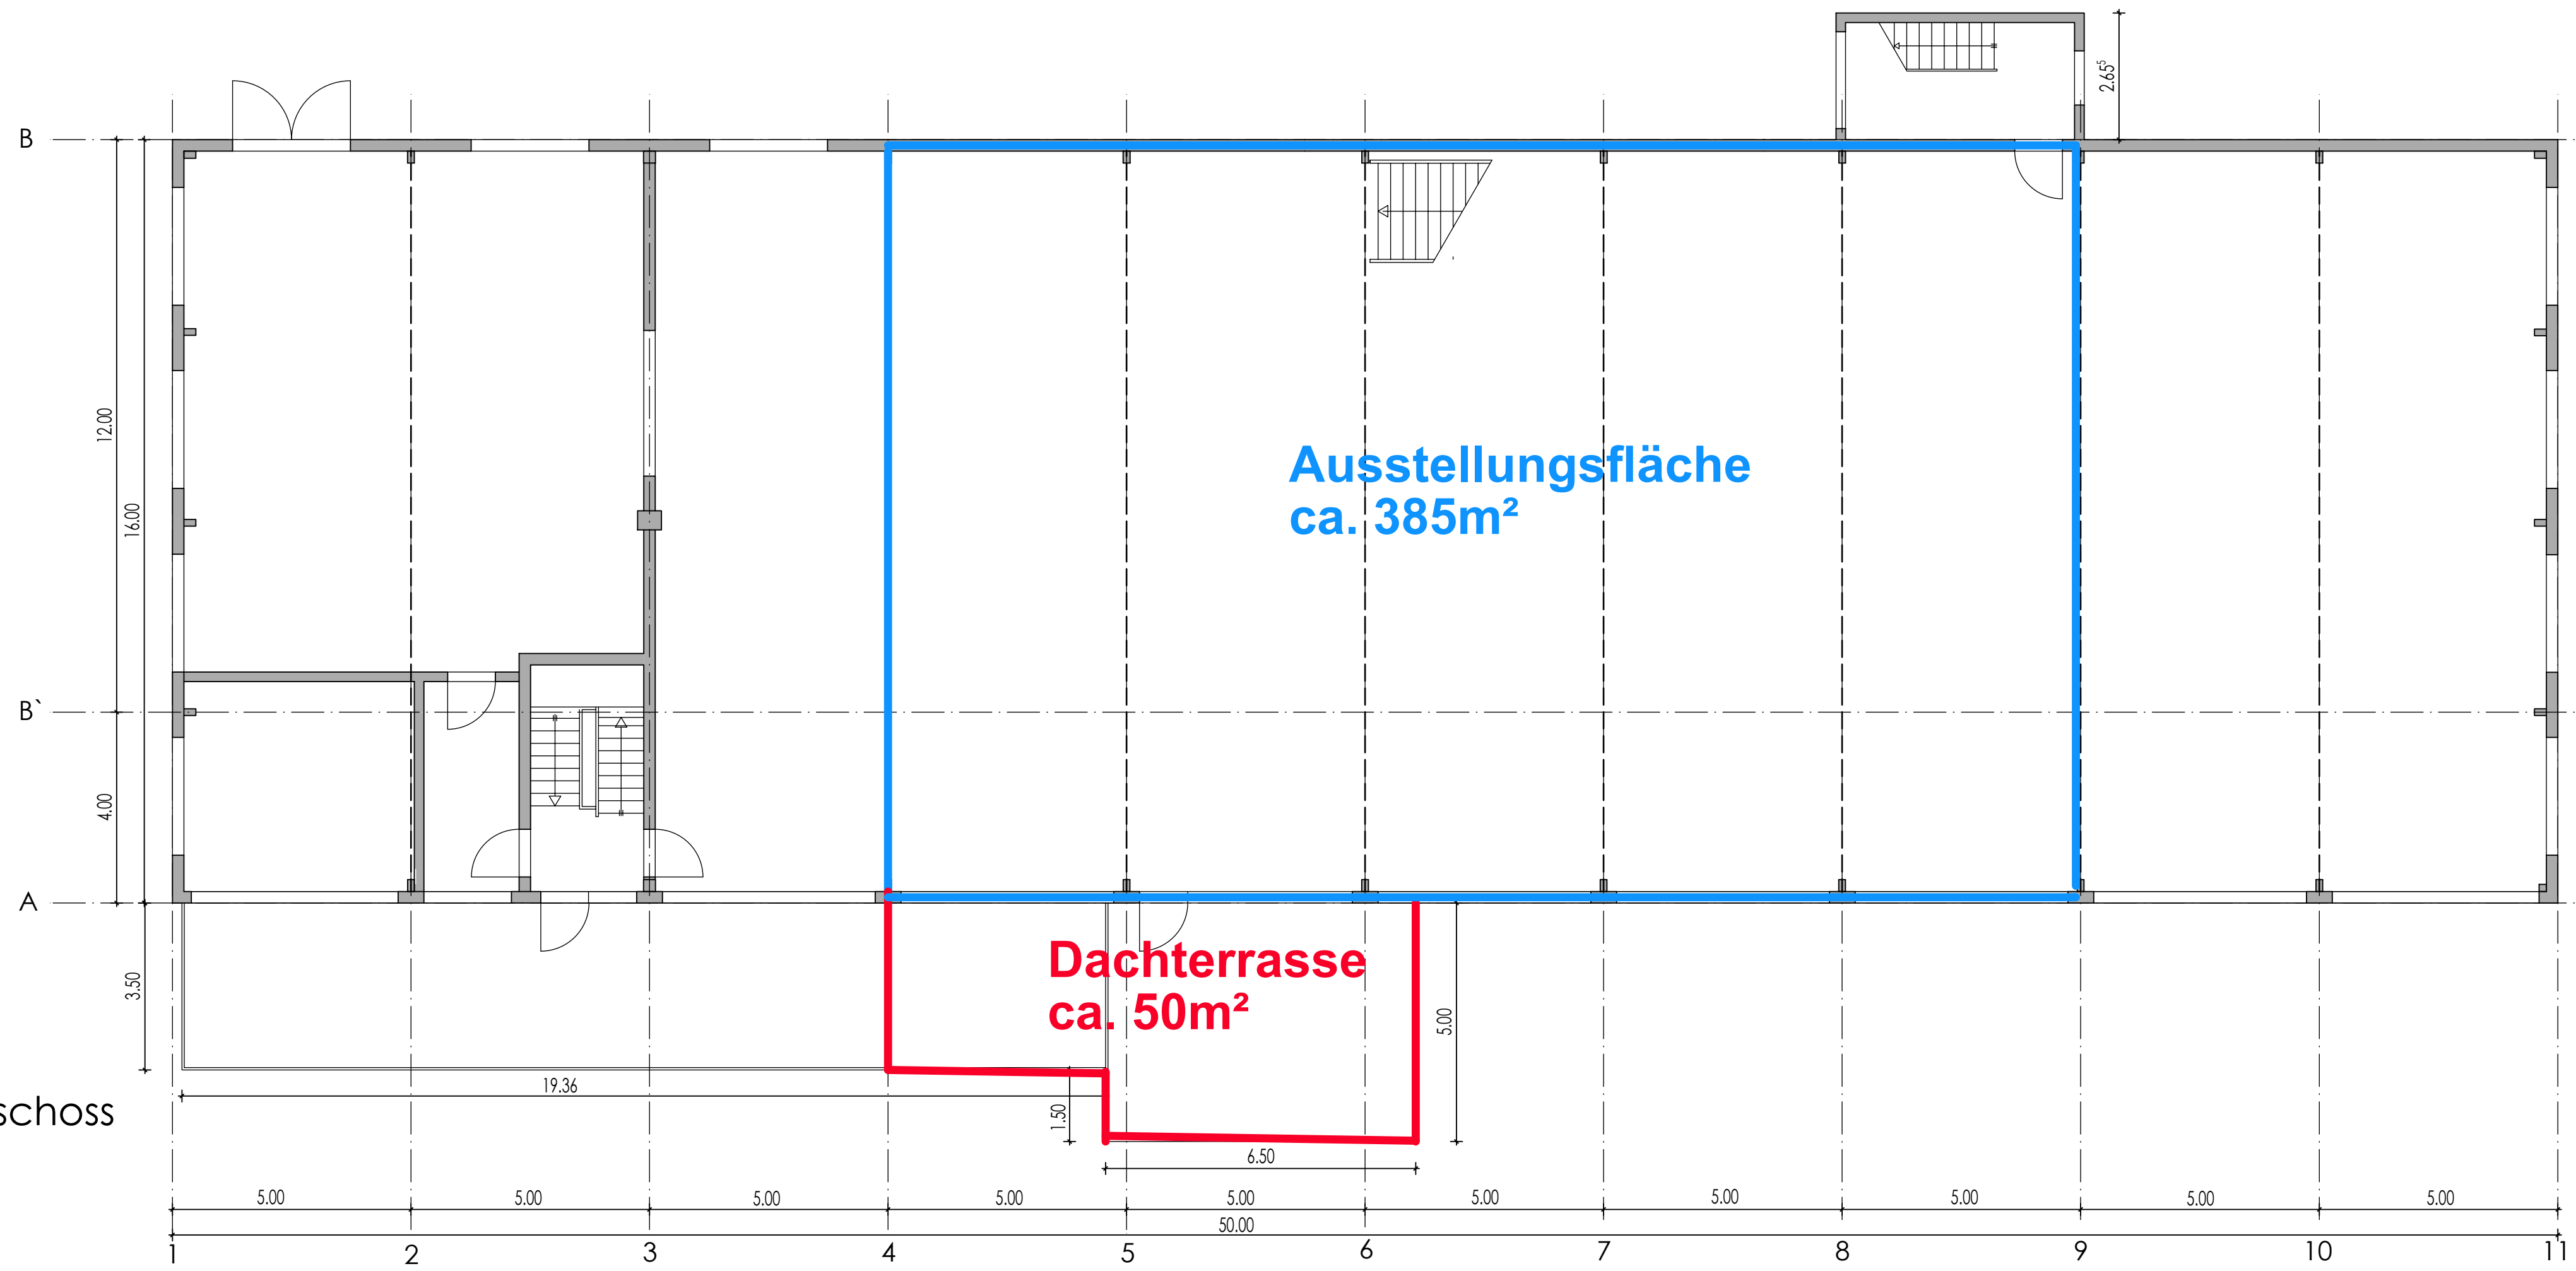 2.65⁵
B
12.00
16.00
Ausstellungsfläche
ca. 385m²
B`
4.00
A
Dachterrasse
ca. 50m²
3.50
5.00
19.36
schoss
1.50
6.50
5.00 5.00 5.00 5.00 5.00 5.00 5.00 5.00 5.00 5.00
50.00
1 2 3 4 5 6 7 8 9 10 11